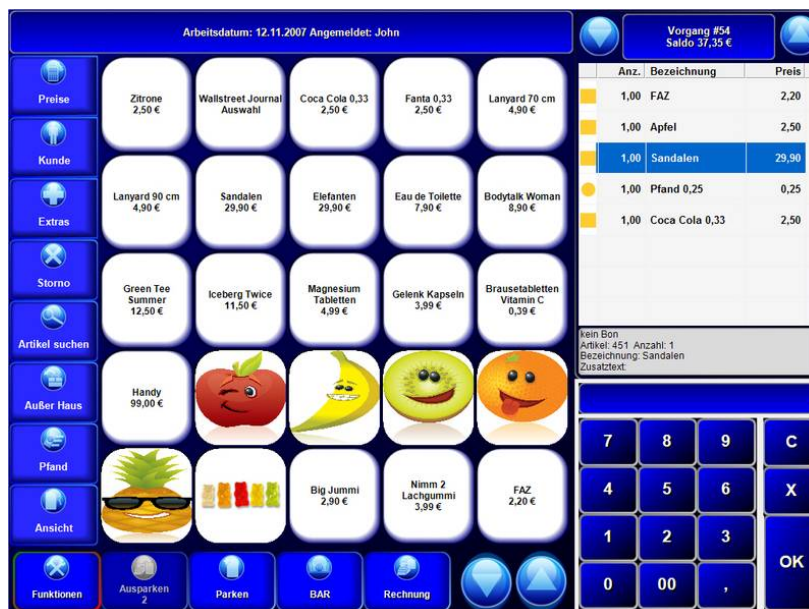 Arbeitsdatum: 12.11.2007 Angemeldet: John
Vorgang #54
Saldo 37,35 €
Preise
Kunde
Extras
Storno
Artikel suchen
Außer Haus
Pfand
Ansicht
Zitrone
2,50 €
Wallstreet Journal
Auswahl
Coca Cola 0,33
2,50 €
Fanta 0,33
2,50 €
Lanyard 70 cm
4,90 €
Lanyard 90 cm
4,90 €
Sandalen
29,90 €
Elefanten
29,90 €
Eau de Toilette
7,90 €
Bodytalk Woman
8,90 €
Green Tee
Summer
12,50 €
Iceberg Twice
11,50 €
Magnesium
Tabletten
4,99 €
Gelenk Kapseln
3,99 €
Brausetabletten
Vitamin C
0,39 €
Handy
99,00 €
Big Jummi
2,90 €
Nimm 2
Lachgummi
3,99 €
FAZ
2,20 €
Funktionen
Ausparken
2
Parken
BAR
Rechnung
Anz. Bezeichnung Preis
1,00 FAZ 2,20
1,00 Apfel 2,50
1,00 Sandalen 29,90
1,00 Pfand 0,25 0,25
1,00 Coca Cola 0,33 2,50
kein Bon
Artikel: 451 Anzahl: 1
Bezeichnung: Sandalen
Zusatztext:
7 8 9 C
4 5 6 X
1 2 3
OK
0 00 ,